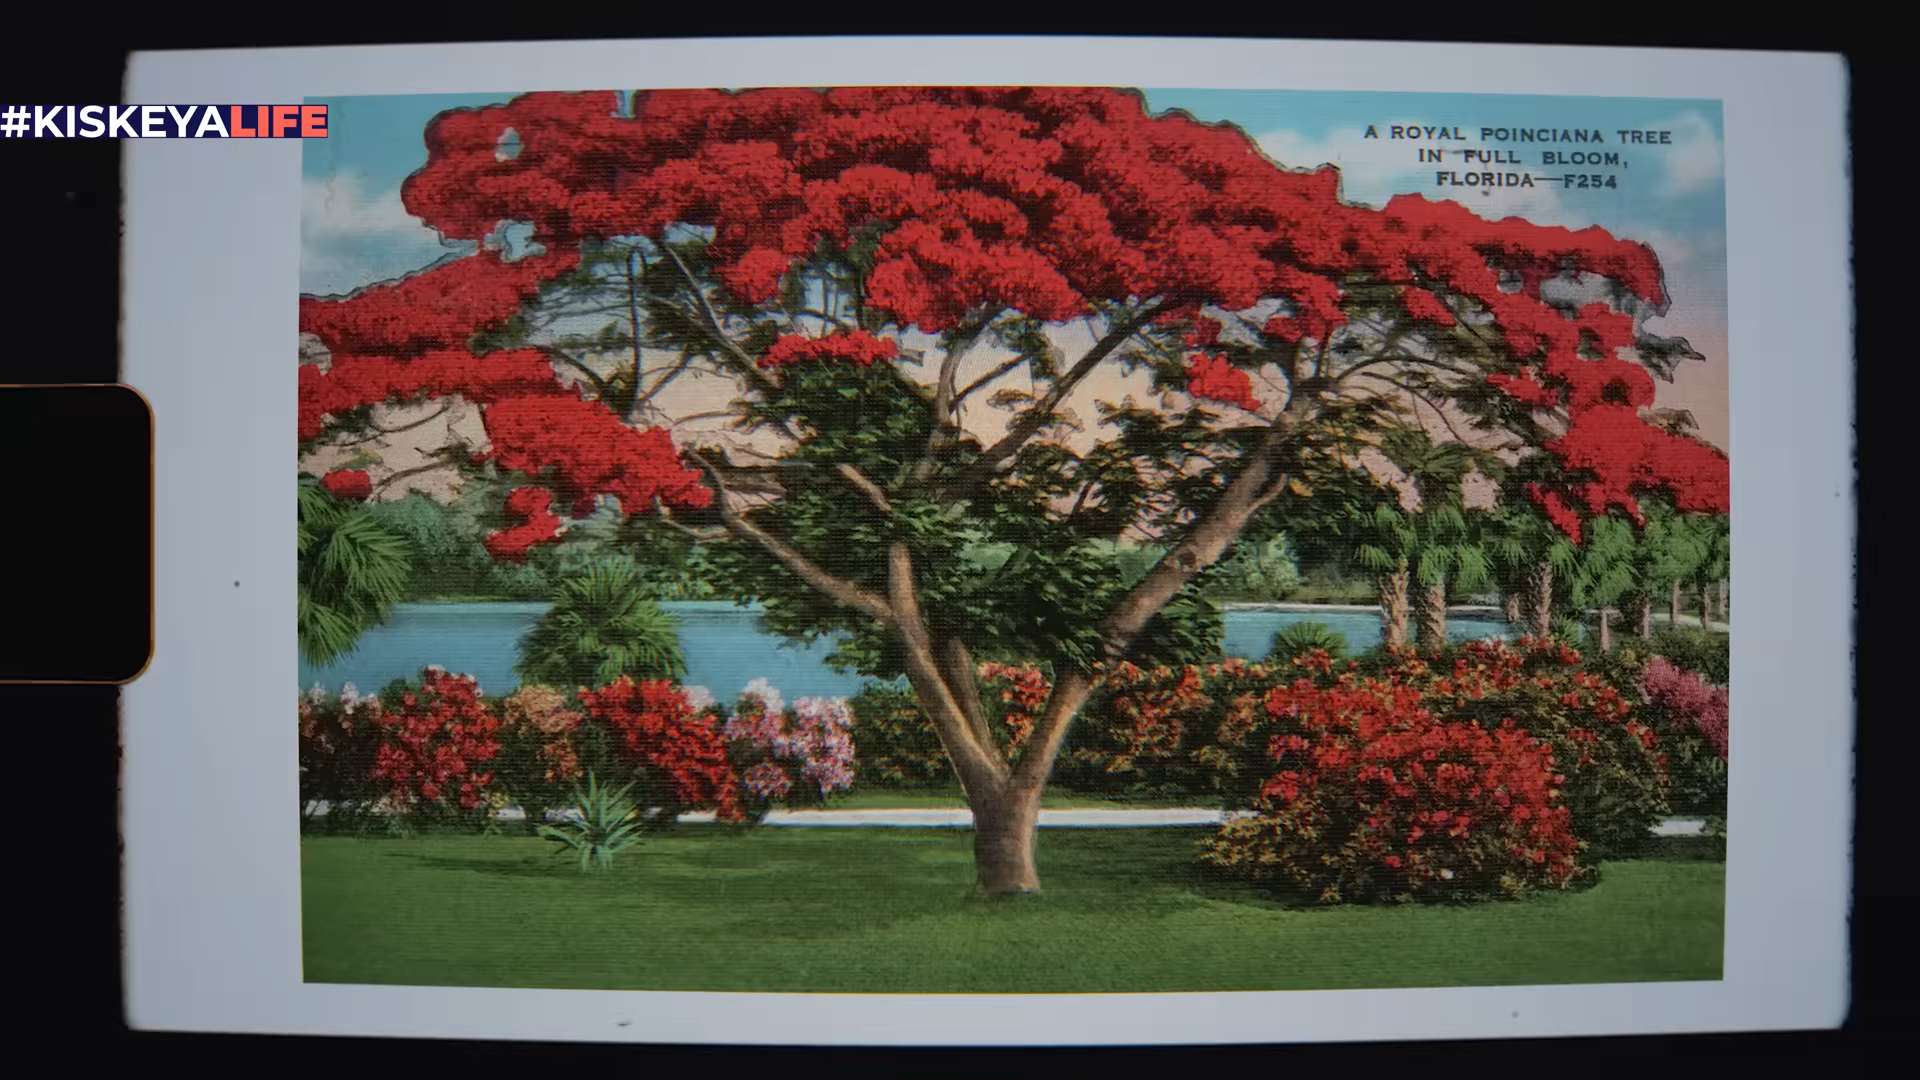 #KISKEYALIFE
A ROYAL POINCIANA TREE
IN FULL BLOOM,
FLORIDA—F254